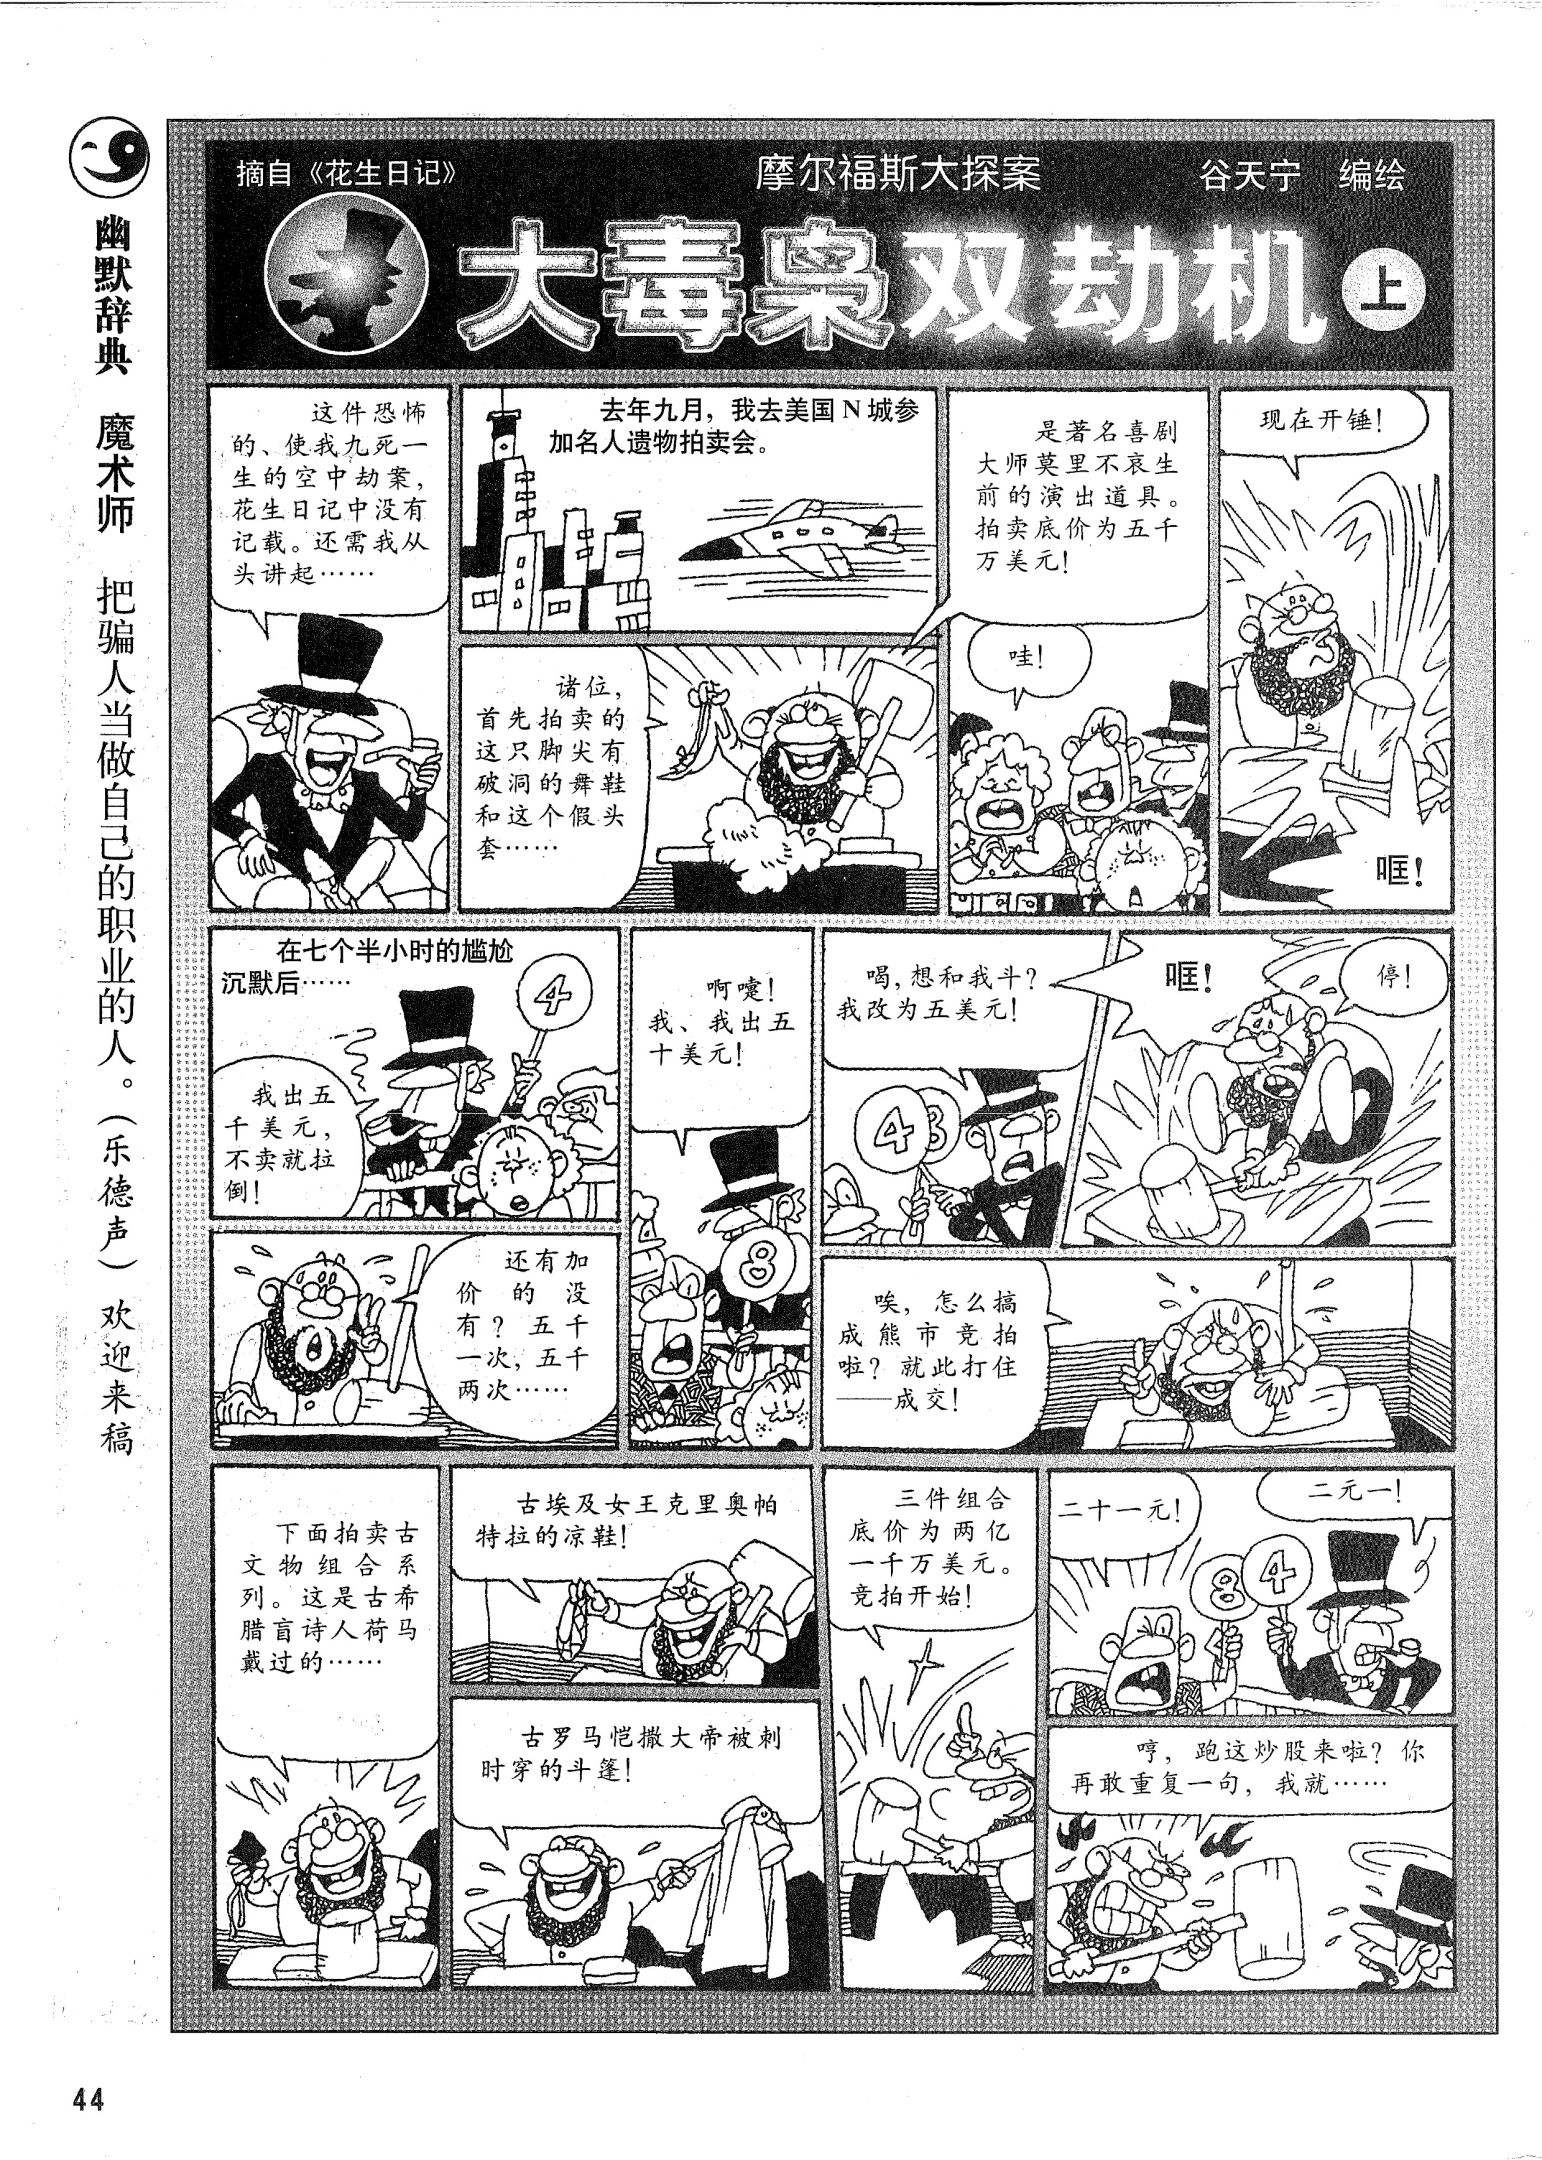 幽默辞典 魔术师 把骗人当做自己的职业的人。（乐德声）欢迎来稿
摘自《花生日记》
摩尔福斯大探案
谷天宁 编绘
大毒枭双劫机
上
这件恐怖
的、使我九死一
生的空中劫案，
花生日记中没有
记载。还需我从
头讲起……
去年九月，我去美国N城参
加名人遗物拍卖会。
诸位，
首先拍卖的
这只脚尖有
破洞的舞鞋
和这个假头
套……
是著名喜剧
大师莫里不哀生
前的演出道具。
拍卖底价为五千
万美元！
哇！
现在开锤！
哐！
在七个半小时的尴尬
沉默后……
4
我出五
千美元，
不卖就拉
倒！
还有加
价的没
有？五千
一次，五千
两次……
啊嚏！
我、我出五
十美元！
8
喝，想和我斗？
我改为五美元！
4
3
哐！
停！
唉，怎么搞
成熊市竞拍
啦？就此打住
——成交！
下面拍卖古
文物组合系
列。这是古希
腊盲诗人荷马
戴过的……
古埃及女王克里奥帕
特拉的凉鞋！
古罗马恺撒大帝被刺
时穿的斗篷！
三件组合
底价为两亿
一千万美元。
竞拍开始！
二十一元！
二元一！
8
4
哼，跑这炒股来啦？你
再敢重复一句，我就……
44